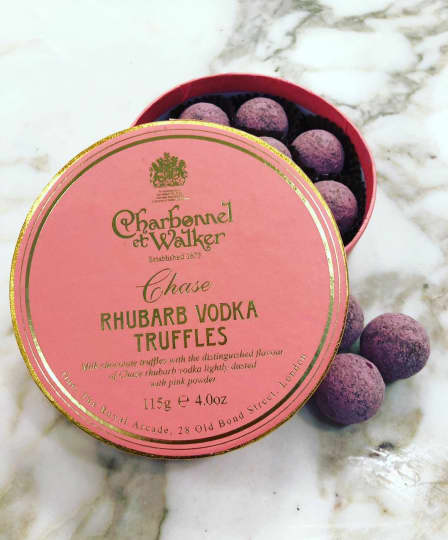 Charbonnel
et Walker
Established 1875
Chase
RHUBARB VODKA
TRUFFLES
Milk chocolate truffles with the distinguished flavour
of Chase rhubarb vodka lightly dusted
with pink powder
115g ℮ 4.0oz
One The Royal Arcade, 28 Old Bond Street, London